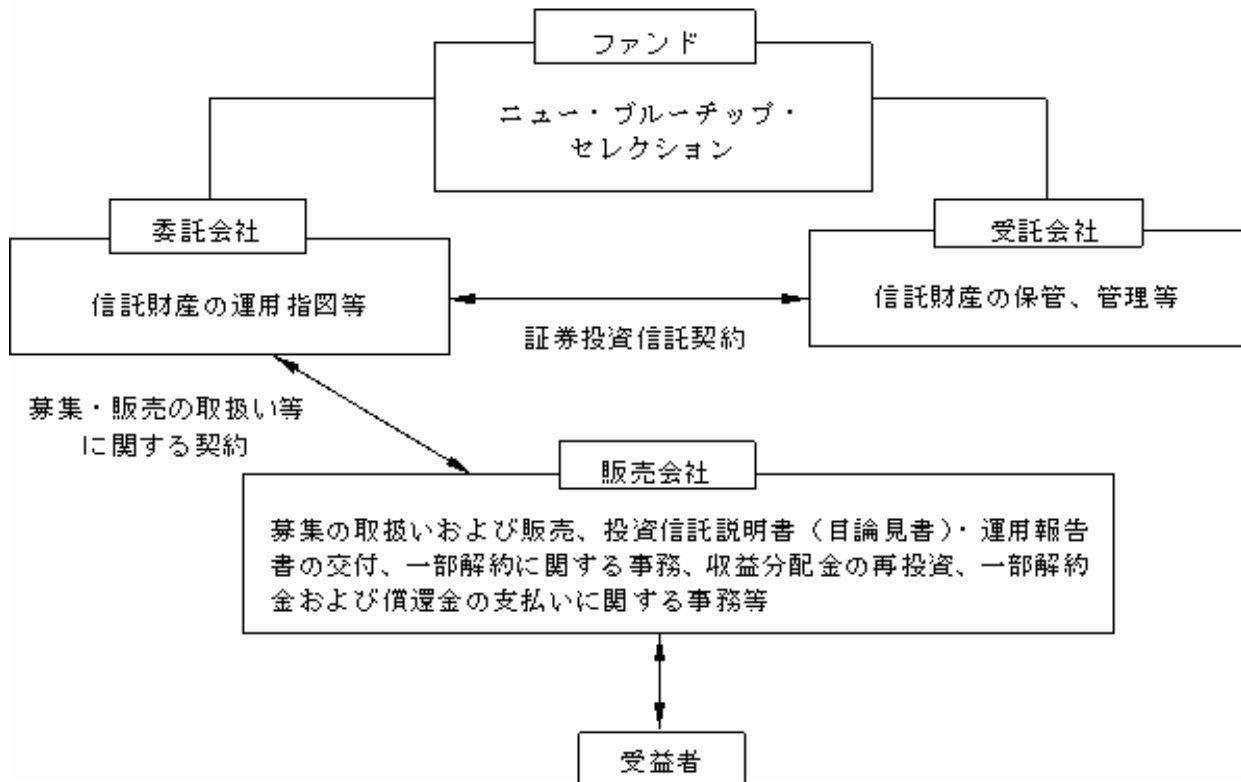 ファンド
ニュー・ブルーチップ・
セレクション
委託会社
受託会社
信託財産の運用指図等
信託財産の保管、管理等
証券投資信託契約
募集・販売の取扱い等
に関する契約
販売会社
募集の取扱いおよび販売、投資信託説明書(目論見書)・運用報告
書の交付、一部解約に関する事務、収益分配金の再投資、一部解約
金および償還金の支払いに関する事務等
受益者